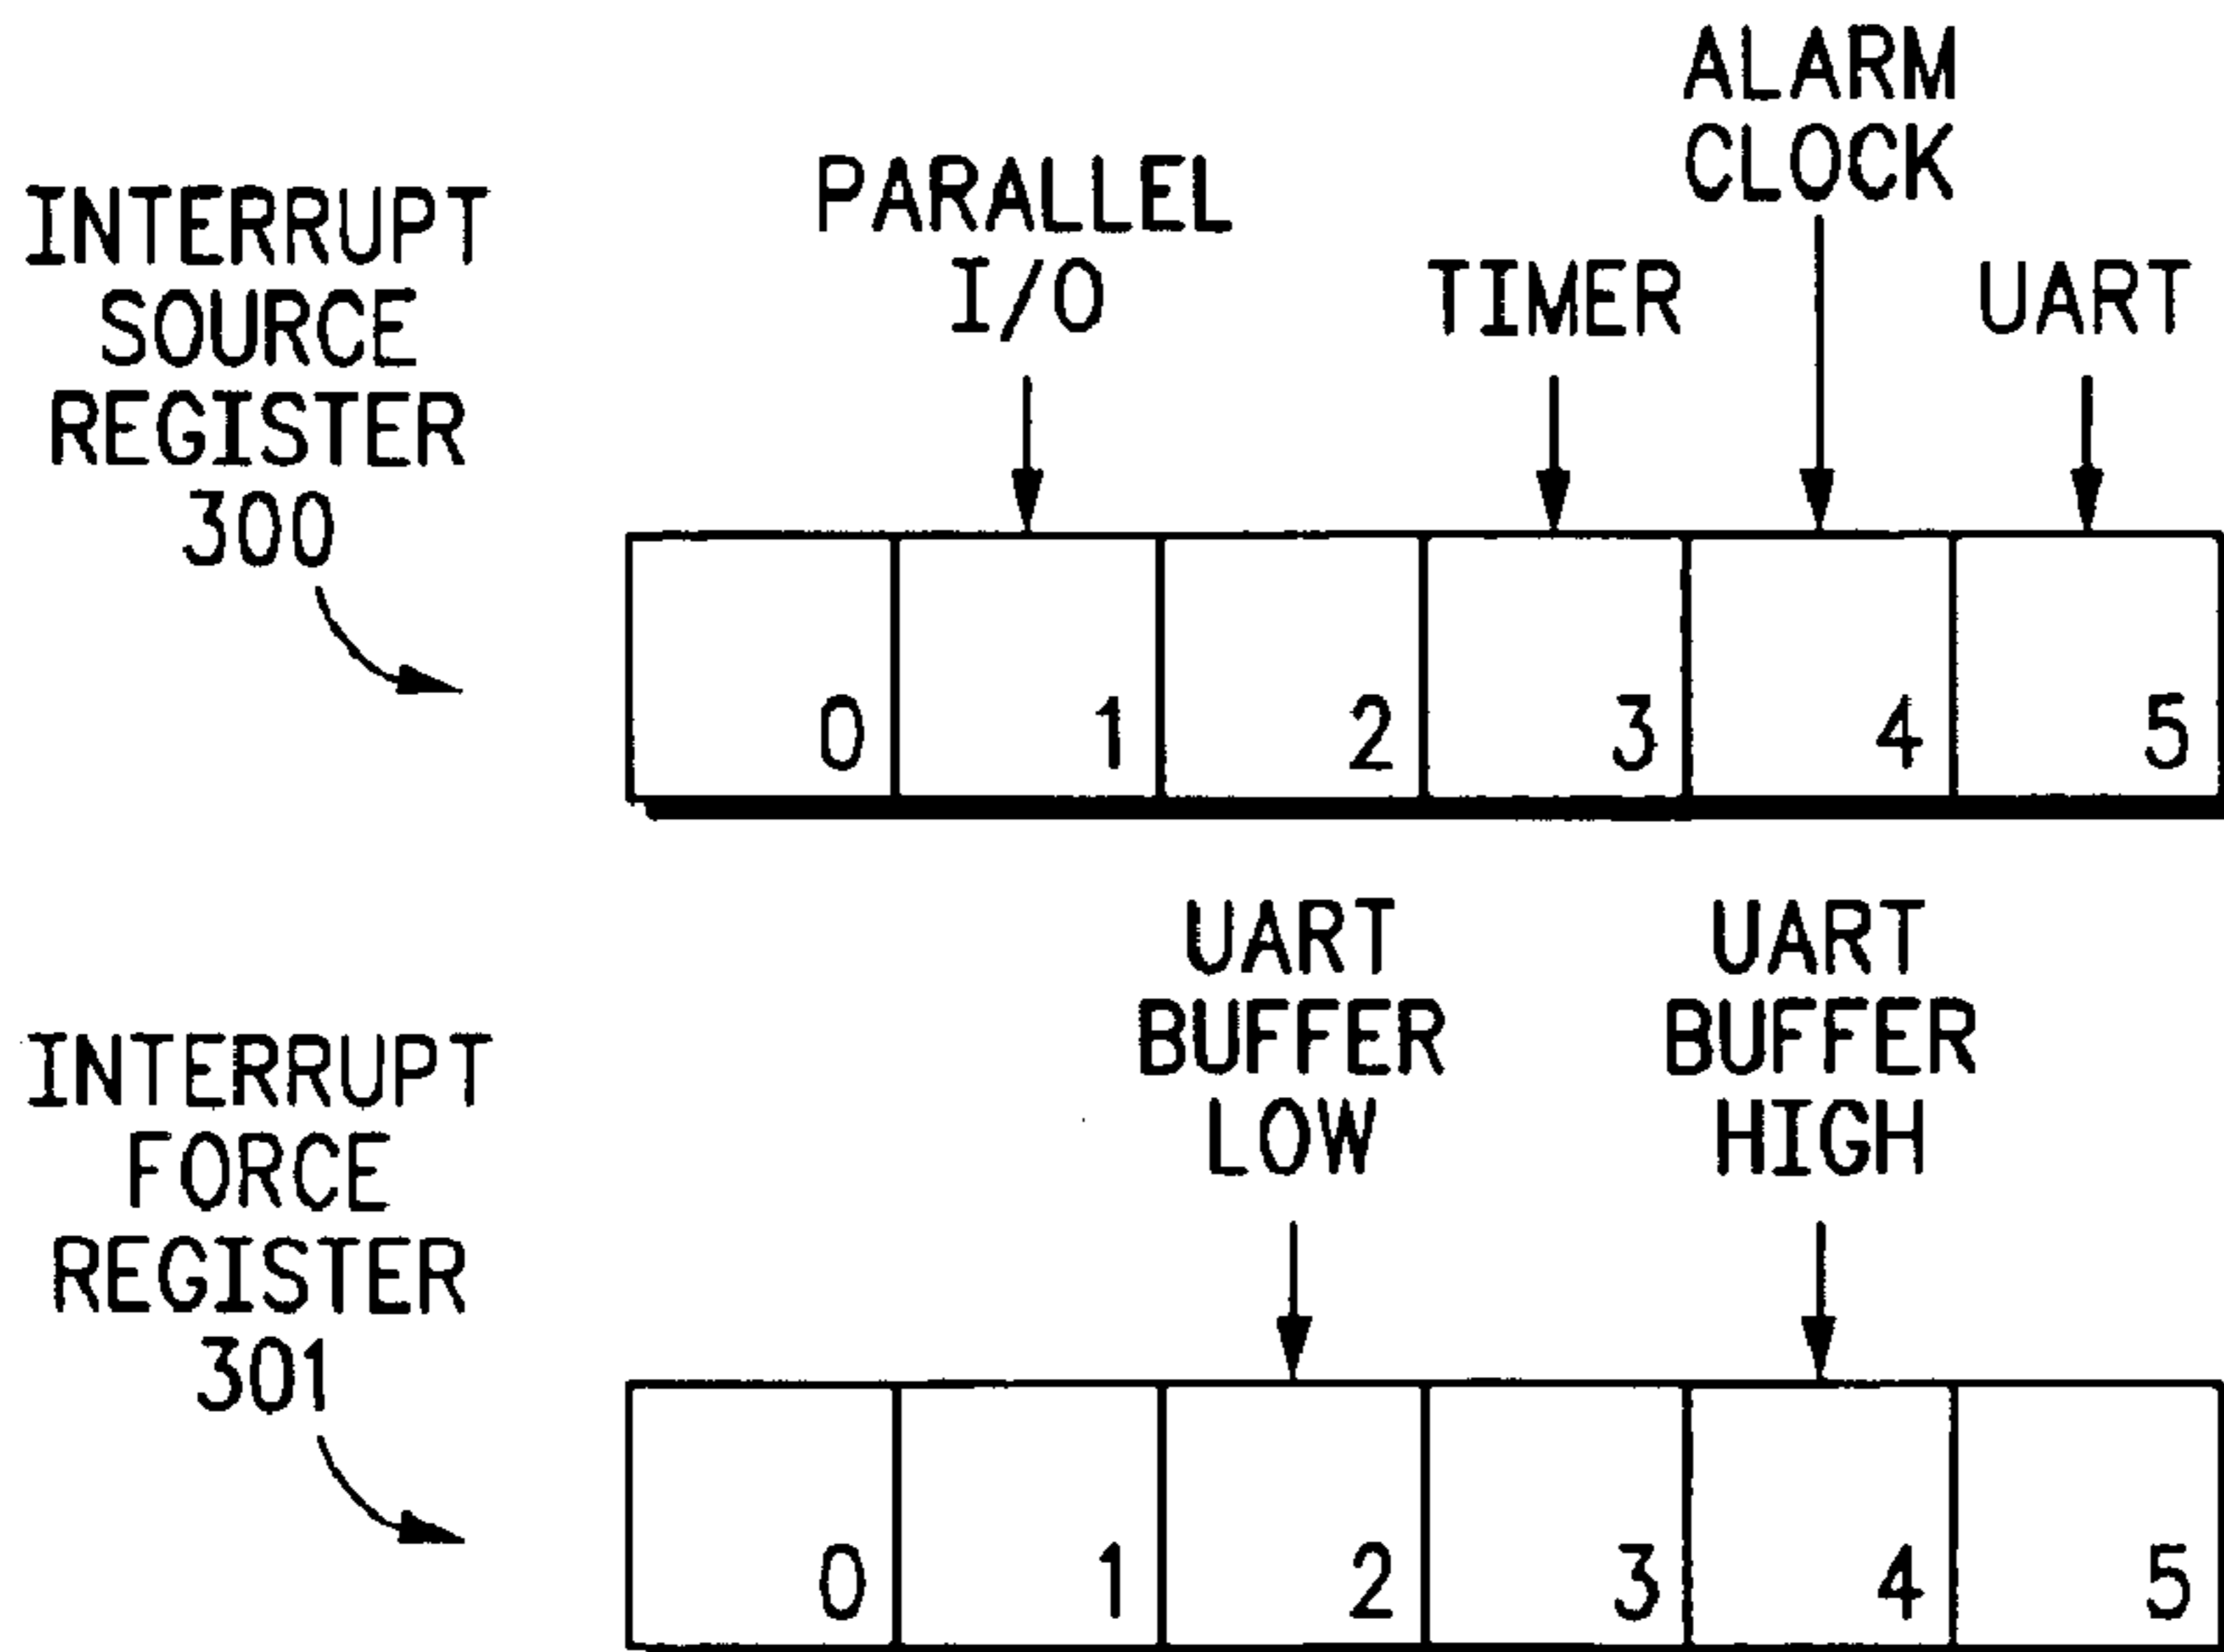 INTERRUPT
SOURCE
REGISTER
300
PARALLEL
I/O
TIMER
ALARM
CLOCK
UART
0 1 2 3 4 5
INTERRUPT
FORCE
REGISTER
301
UART
BUFFER
LOW
UART
BUFFER
HIGH
0 1 2 3 4 5